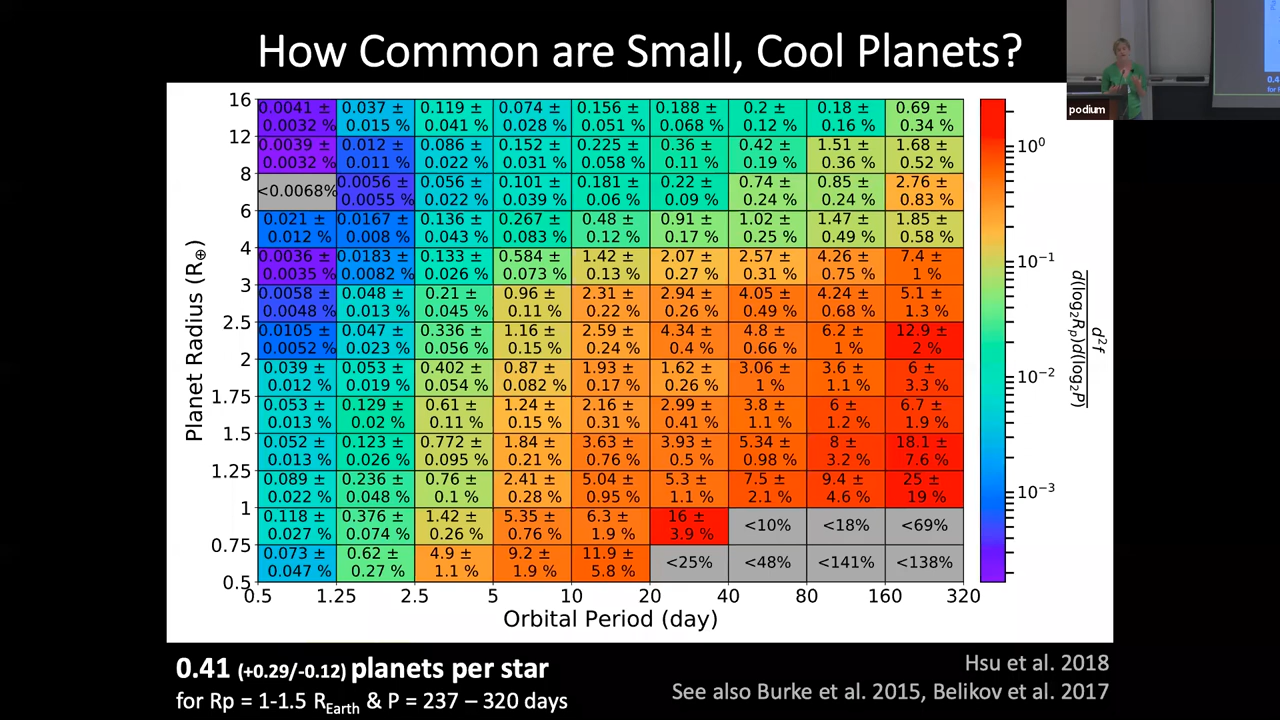 How Common are Small, Cool Planets?
podium
16
0.0041 ± 0.037 ± 0.119 ± 0.074 ± 0.156 ± 0.188 ± 0.2 ± 0.18 ± 0.69 ±
0.0032 % 0.015 % 0.041 % 0.028 % 0.051 % 0.068 % 0.12 % 0.16 % 0.34 %
12
0.0039 ± 0.012 ± 0.086 ± 0.152 ± 0.225 ± 0.36 ± 0.42 ± 1.51 ± 1.68 ±
0.0032 % 0.011 % 0.022 % 0.031 % 0.058 % 0.11 % 0.19 % 0.36 % 0.52 %
8
<0.0068% 0.0056 ± 0.056 ± 0.101 ± 0.181 ± 0.22 ± 0.74 ± 0.85 ± 2.76 ±
0.0055 % 0.022 % 0.039 % 0.06 % 0.09 % 0.24 % 0.24 % 0.83 %
6
0.021 ± 0.0167 ± 0.136 ± 0.267 ± 0.48 ± 0.91 ± 1.02 ± 1.47 ± 1.85 ±
0.012 % 0.008 % 0.043 % 0.083 % 0.12 % 0.17 % 0.25 % 0.49 % 0.58 %
4
0.0036 ± 0.0183 ± 0.133 ± 0.584 ± 1.42 ± 2.07 ± 2.57 ± 4.26 ± 7.4 ±
0.0035 % 0.0082 % 0.026 % 0.073 % 0.13 % 0.27 % 0.31 % 0.75 % 1 %
3
0.0058 ± 0.048 ± 0.21 ± 0.96 ± 2.31 ± 2.94 ± 4.05 ± 4.24 ± 5.1 ±
0.0048 % 0.013 % 0.045 % 0.11 % 0.22 % 0.26 % 0.49 % 0.68 % 1.3 %
2.5
0.0105 ± 0.047 ± 0.336 ± 1.16 ± 2.59 ± 4.34 ± 4.8 ± 6.2 ± 12.9 ±
0.0052 % 0.023 % 0.056 % 0.15 % 0.24 % 0.4 % 0.66 % 1 % 2 %
2
0.039 ± 0.053 ± 0.402 ± 0.87 ± 1.93 ± 1.62 ± 3.06 ± 3.6 ± 6 ±
0.012 % 0.019 % 0.054 % 0.082 % 0.17 % 0.26 % 1 % 1.1 % 3.3 %
1.75
0.053 ± 0.129 ± 0.61 ± 1.24 ± 2.16 ± 2.99 ± 3.8 ± 6 ± 6.7 ±
0.013 % 0.02 % 0.11 % 0.15 % 0.31 % 0.41 % 1.1 % 1.2 % 1.9 %
1.5
0.052 ± 0.123 ± 0.772 ± 1.84 ± 3.63 ± 3.93 ± 5.34 ± 8 ± 18.1 ±
0.013 % 0.026 % 0.095 % 0.21 % 0.76 % 0.5 % 0.98 % 3.2 % 7.6 %
1.25
0.089 ± 0.236 ± 0.76 ± 2.41 ± 5.04 ± 5.3 ± 7.5 ± 9.4 ± 25 ±
0.022 % 0.048 % 0.1 % 0.28 % 0.95 % 1.1 % 2.1 % 4.6 % 19 %
1
0.118 ± 0.376 ± 1.42 ± 5.35 ± 6.3 ± 16 ± <10% <18% <69%
0.027 % 0.074 % 0.26 % 0.76 % 1.9 % 3.9 %
0.75
0.073 ± 0.62 ± 4.9 ± 9.2 ± 11.9 ± <25% <48% <141% <138%
0.047 % 0.27 % 1.1 % 1.9 % 5.8 %
0.5
0.5 1.25 2.5 5 10 20 40 80 160 320
Planet Radius (R⊕)
Orbital Period (day)
10⁰
10⁻¹
10⁻²
10⁻³
d²f
d(log₂Rₚ)d(log₂P)
0.41 (+0.29/-0.12) planets per star
for Rp = 1-1.5 REarth & P = 237 – 320 days
Hsu et al. 2018
See also Burke et al. 2015, Belikov et al. 2017